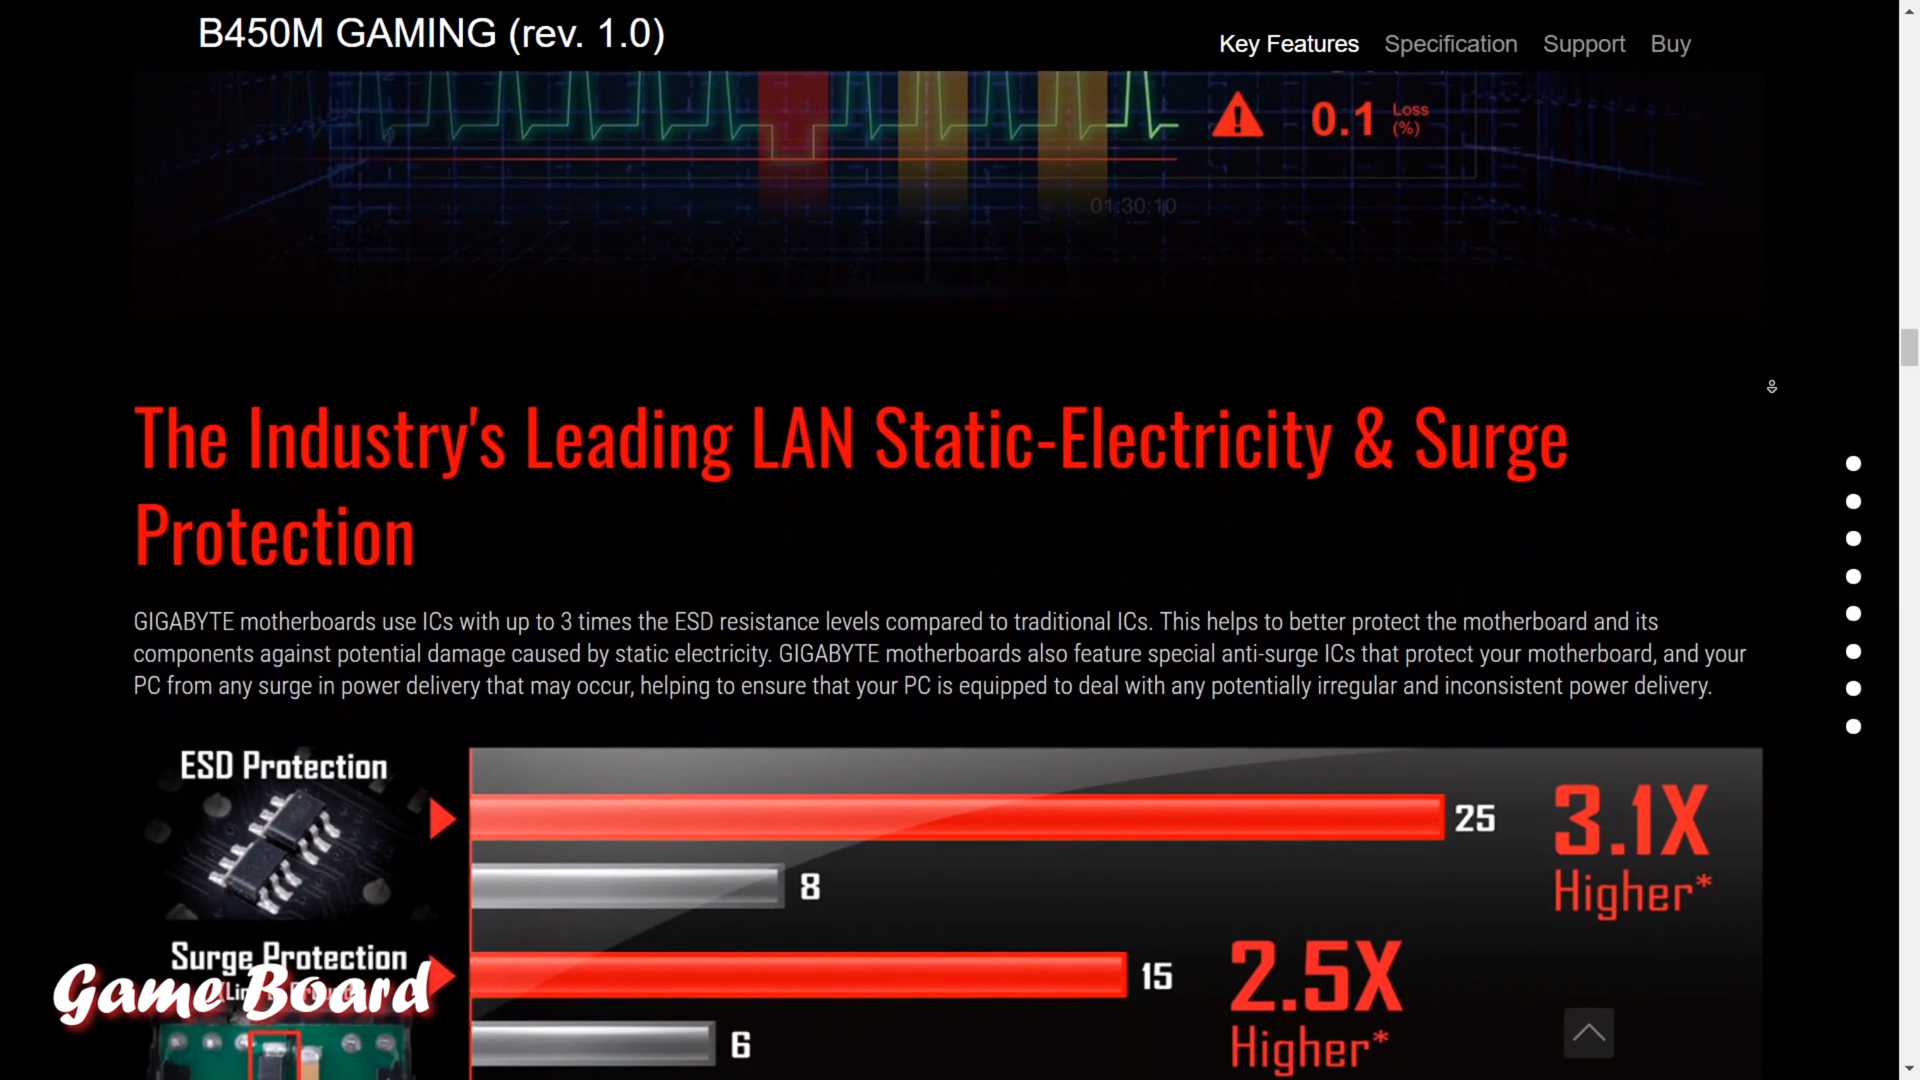 B450M GAMING (rev. 1.0)
Key Features Specification Support Buy
0.1 Loss (%)
01:30:10
The Industry's Leading LAN Static-Electricity & Surge
Protection
GIGABYTE motherboards use ICs with up to 3 times the ESD resistance levels compared to traditional ICs. This helps to better protect the motherboard and its
components against potential damage caused by static electricity. GIGABYTE motherboards also feature special anti-surge ICs that protect your motherboard, and your
PC from any surge in power delivery that may occur, helping to ensure that your PC is equipped to deal with any potentially irregular and inconsistent power delivery.
ESD Protection
25
3.1X
Higher*
8
Surge Protection
Game Board
15
2.5X
Higher*
6